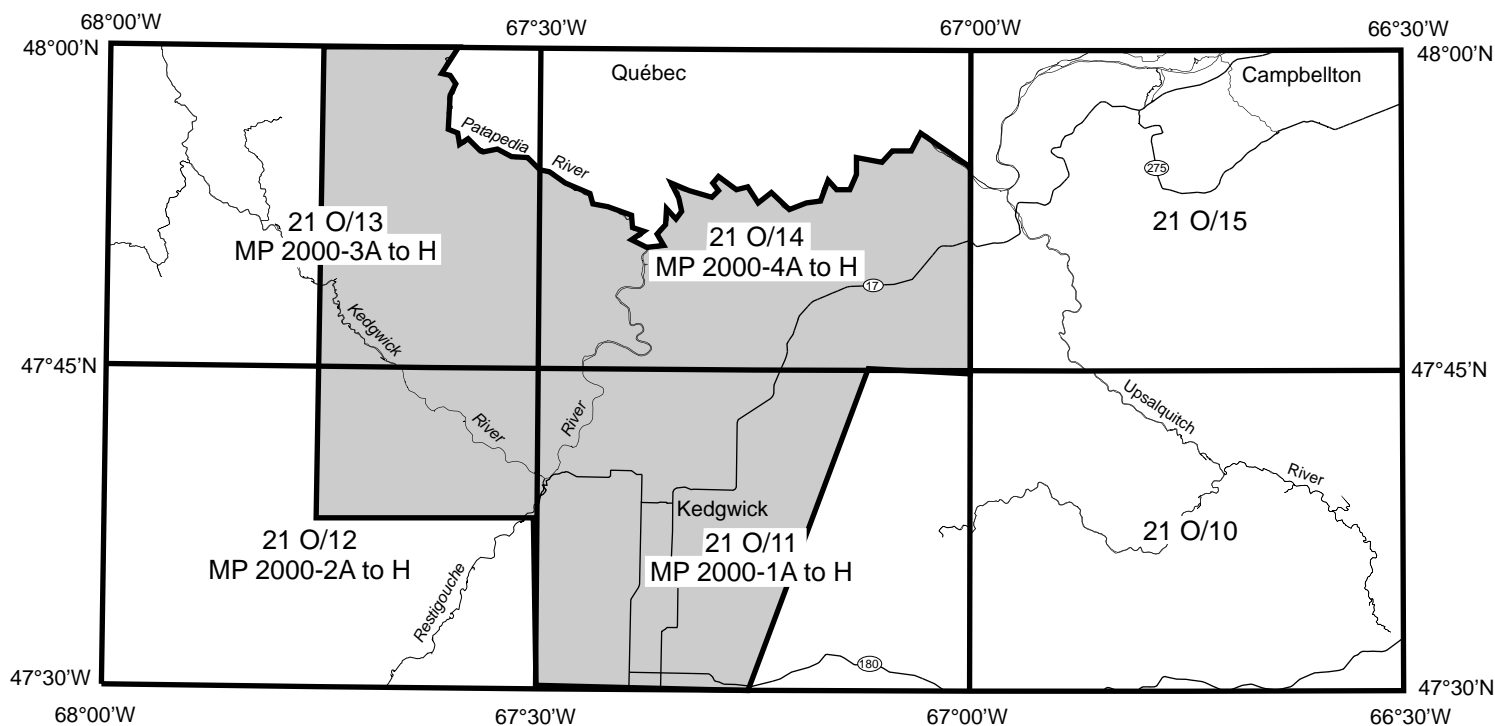 68°00’W
67°30’W
67°00’W
66°30’W
48°00’N
48°00’N
Québec
Campbellton
Patapedia
River
275
21 O/13
MP 2000-3A to H
21 O/14
MP 2000-4A to H
21 O/15
17
Kedgwick
River
47°45’N
47°45’N
River
Upsalquitch
River
Kedgwick
21 O/12
MP 2000-2A to H
21 O/11
MP 2000-1A to H
21 O/10
Restigouche
180
47°30’W
47°30’N
68°00’W
67°30’W
67°00’W
66°30’W